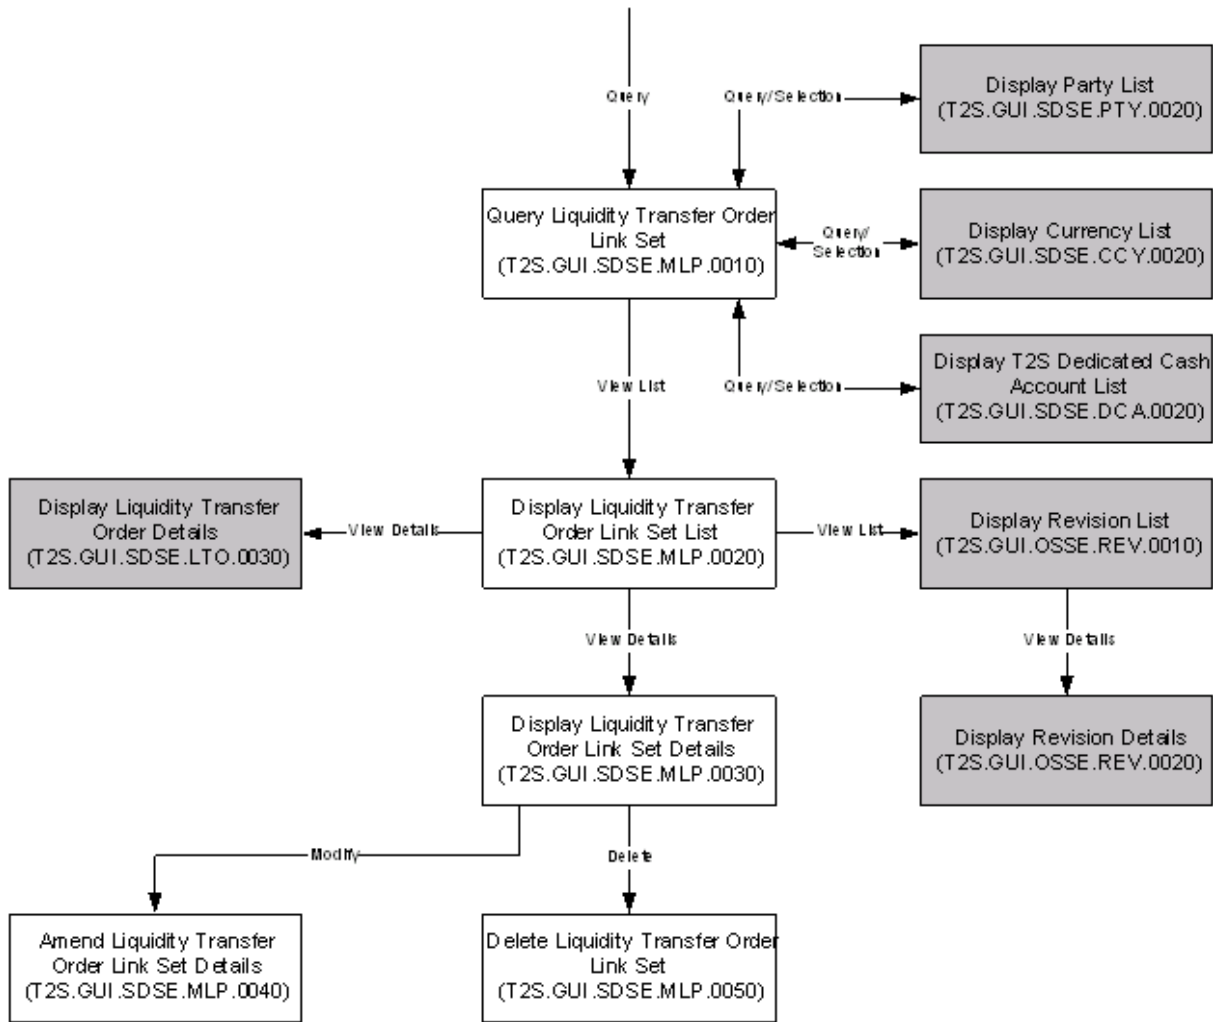 Display Party List
(T2S.GUI.SDSE.PTY.0020)
Query
Query/Selection
Query Liquidity Transfer Order
Link Set
(T2S.GUI.SDSE.MLP.0010)
Query/
Selection
Display Currency List
(T2S.GUI.SDSE.CCY.0020)
View List
Query/Selection
Display T2S Dedicated Cash
Account List
(T2S.GUI.SDSE.DCA.0020)
Display Liquidity Transfer
Order Details
(T2S.GUI.SDSE.LTO.0030)
View Details
Display Liquidity Transfer
Order Link Set List
(T2S.GUI.SDSE.MLP.0020)
View List
Display Revision List
(T2S.GUI.OSSE.REV.0010)
View Details
View Details
Display Liquidity Transfer
Order Link Set Details
(T2S.GUI.SDSE.MLP.0030)
Display Revision Details
(T2S.GUI.OSSE.REV.0020)
Modify
Delete
Amend Liquidity Transfer
Order Link Set Details
(T2S.GUI.SDSE.MLP.0040)
Delete Liquidity Transfer Order
Link Set
(T2S.GUI.SDSE.MLP.0050)